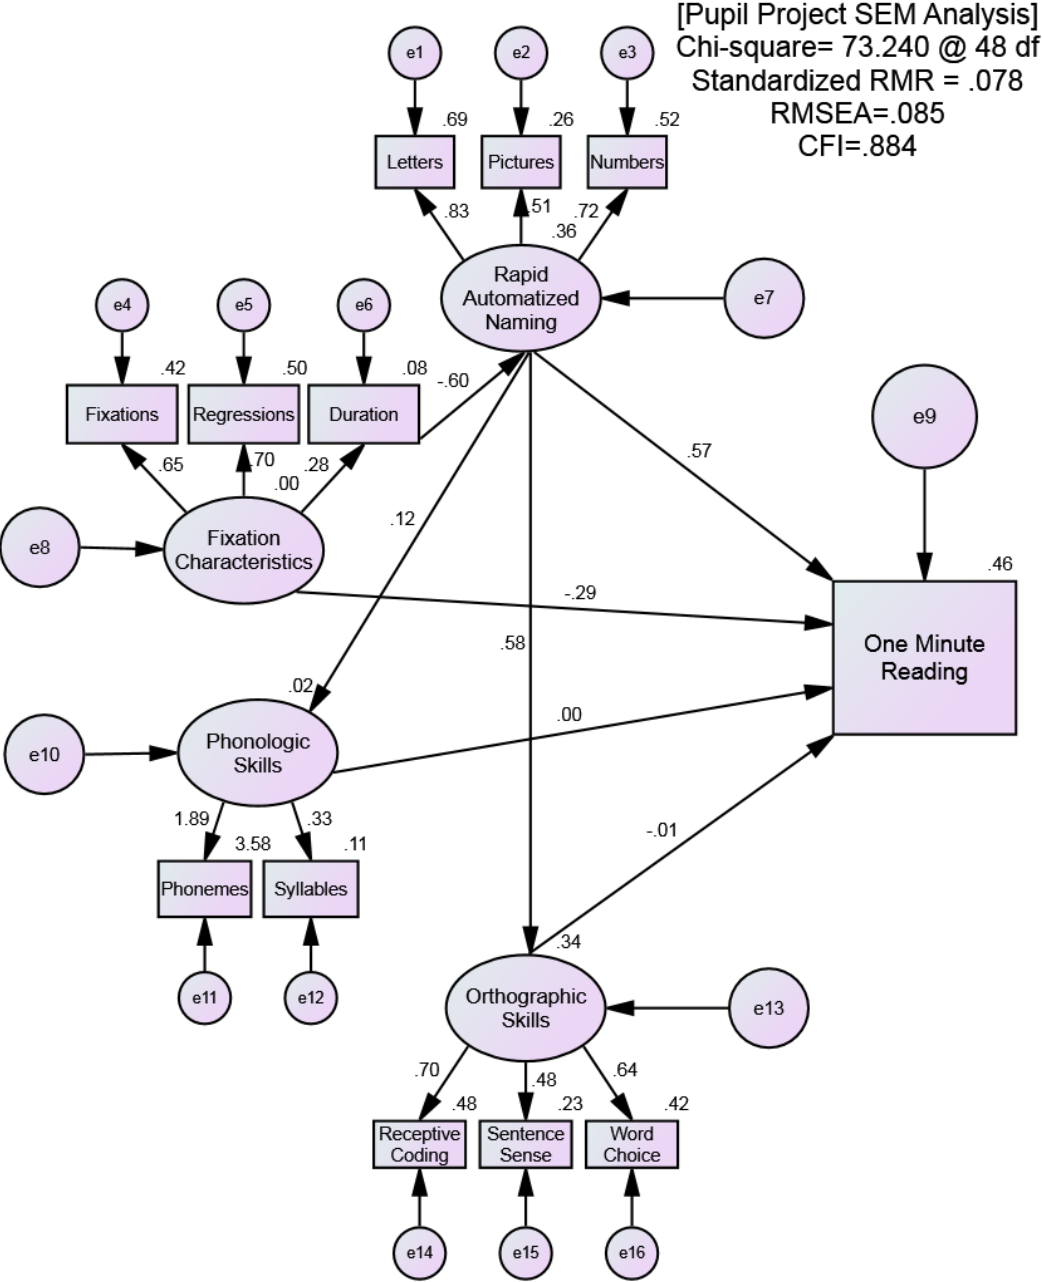 [Pupil Project SEM Analysis]
Chi-square= 73.240 @ 48 df
Standardized RMR = .078
RMSEA=.085
CFI=.884
e1
e2
e3
.69
.26
.52
Letters
Pictures
Numbers
.83
.51
.72
.36
Rapid
Automatized
Naming
e7
e4
e5
e6
.42
.50
.08
-.60
Fixations
Regressions
Duration
.65
.70
.28
.00
Fixation
Characteristics
e8
.57
e9
.12
-.29
.46
One Minute
Reading
.58
.02
.00
e10
Phonologic
Skills
1.89
.33
3.58
.11
Phonemes
Syllables
e11
e12
-.01
.34
Orthographic
Skills
e13
.70
.48
.64
.48
.23
.42
Receptive
Coding
Sentence
Sense
Word
Choice
e14
e15
e16